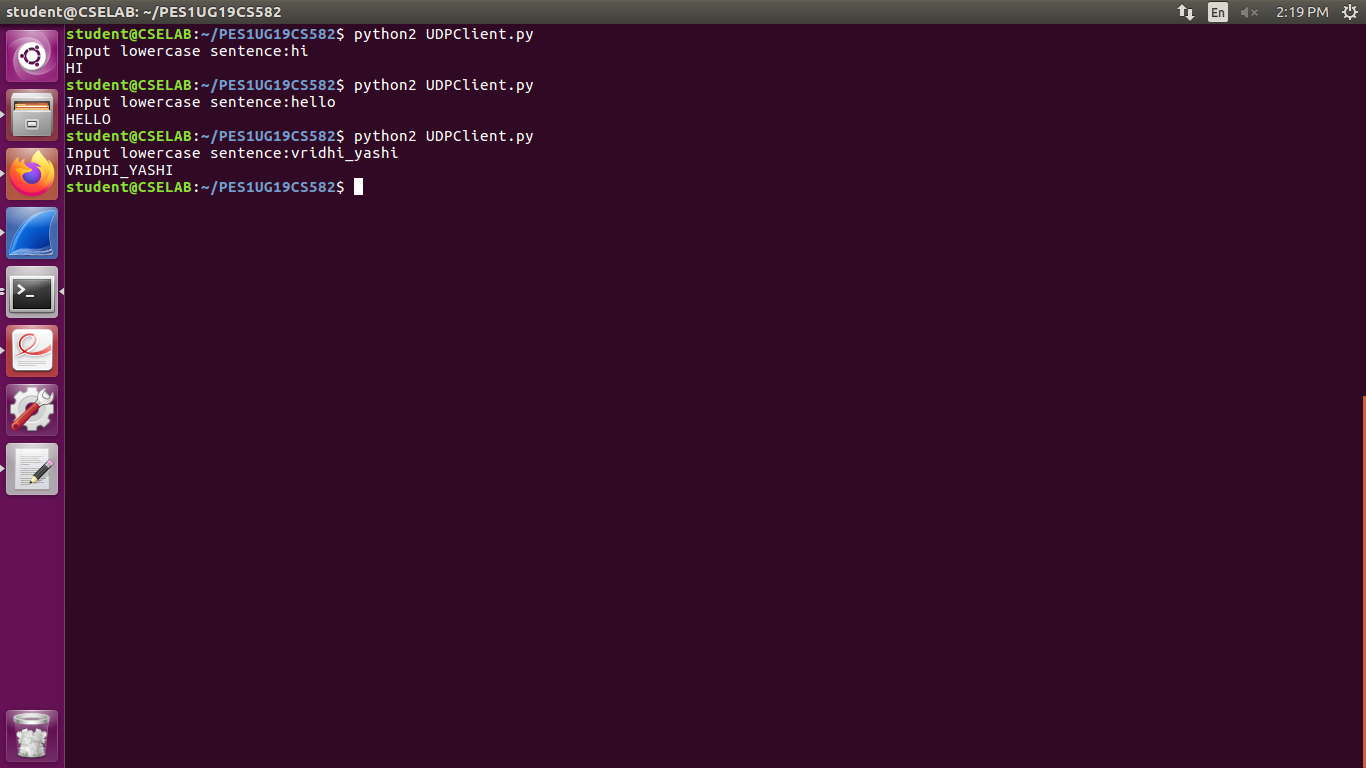 student@CSELAB: ~/PES1UG19CS582
En
2:19 PM
student@CSELAB:~/PES1UG19CS582$ python2 UDPClient.py
Input lowercase sentence:hi
HI
student@CSELAB:~/PES1UG19CS582$ python2 UDPClient.py
Input lowercase sentence:hello
HELLO
student@CSELAB:~/PES1UG19CS582$ python2 UDPClient.py
Input lowercase sentence:vridhi_yashi
VRIDHI_YASHI
student@CSELAB:~/PES1UG19CS582$